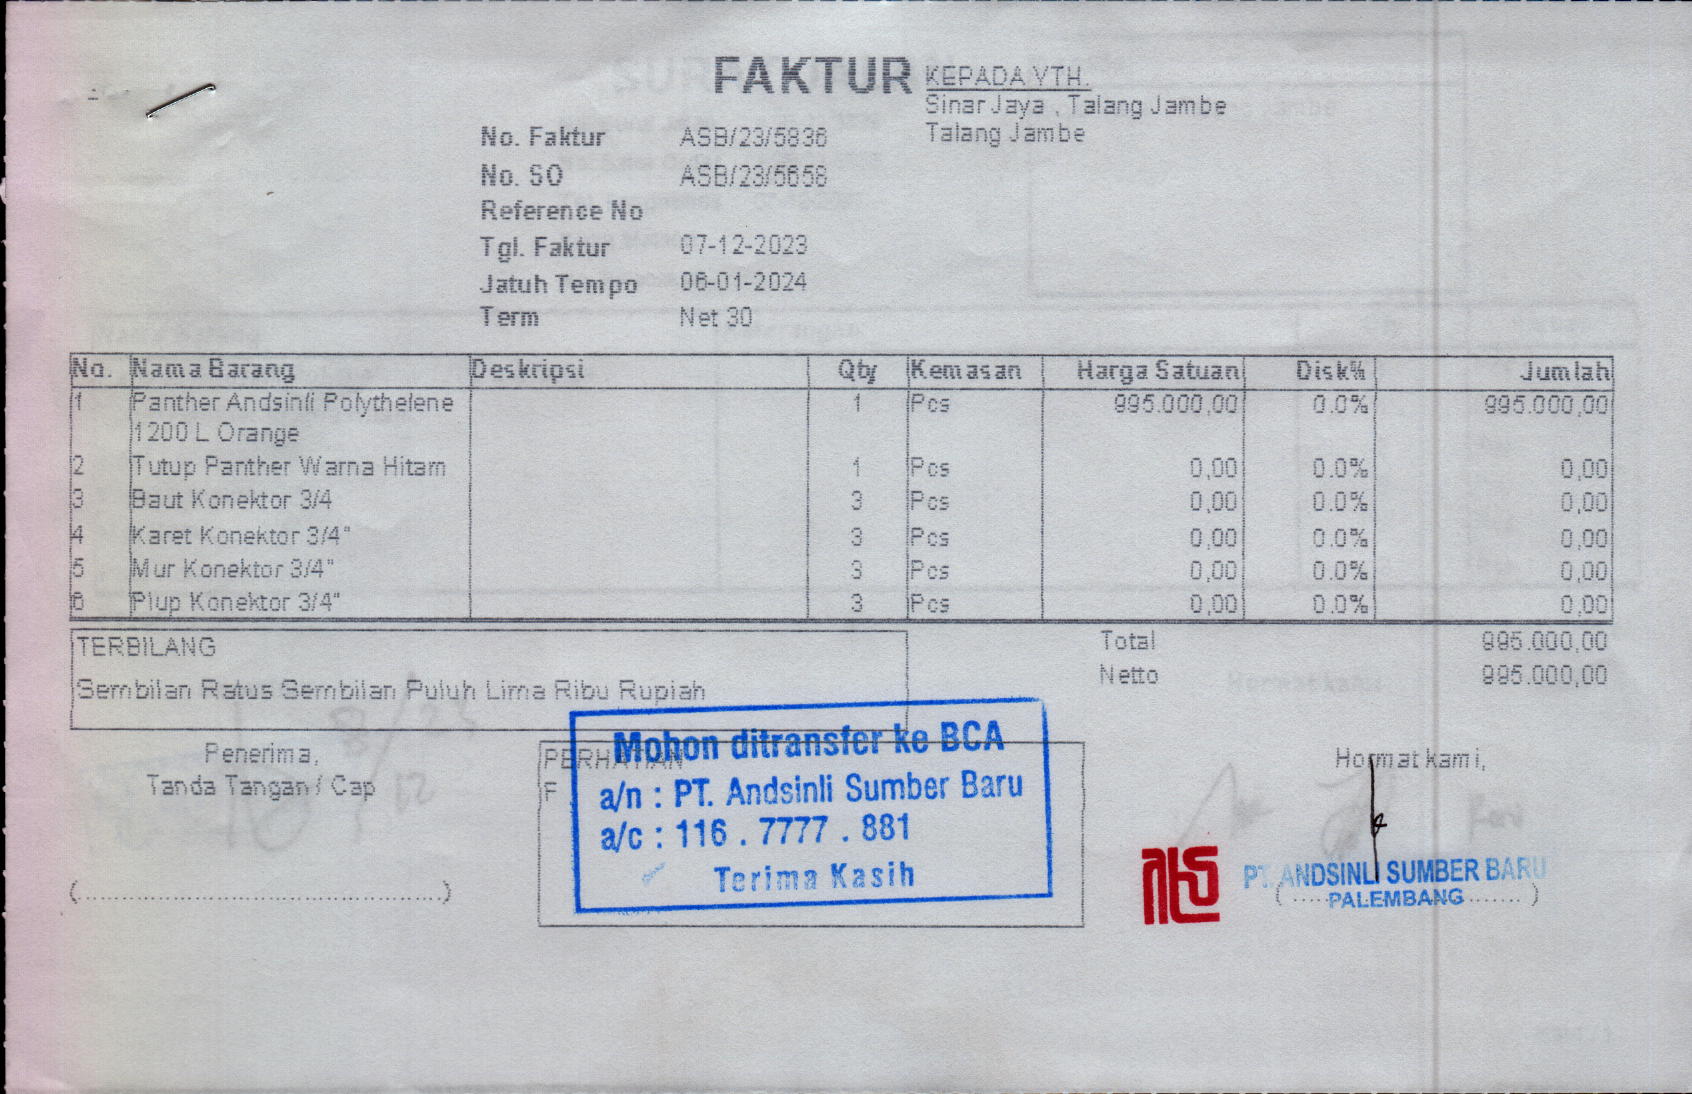 FAKTUR
KEPADA YTH.
Sinar Jaya , Talang Jambe
Talang Jambe
No. Faktur ASB/23/5836
No. SO ASB/23/5658
Reference No
Tgl. Faktur 07-12-2023
Jatuh Tempo 06-01-2024
Term Net 30
No. Nama Barang Deskripsi Qty Kemasan Harga Satuan Disk% Jumlah
1 Panther Andsinli Polythelene 1 Pcs 995.000,00 0.0% 995.000,00
1200 L Orange
2 Tutup Panther Warna Hitam 1 Pcs 0,00 0.0% 0,00
3 Baut Konektor 3/4 3 Pcs 0,00 0.0% 0,00
4 Karet Konektor 3/4" 3 Pcs 0,00 0.0% 0,00
5 Mur Konektor 3/4" 3 Pcs 0,00 0.0% 0,00
6 Plup Konektor 3/4" 3 Pcs 0,00 0.0% 0,00
TERBILANG
Sembilan Ratus Sembilan Puluh Lima Ribu Rupiah
Total 995.000,00
Netto 995.000,00
Penerima,
Tanda Tangan / Cap
(..................................................)
PERHATIAN
F
Mohon ditransfer ke BCA
a/n : PT. Andsinli Sumber Baru
a/c : 116 . 7777 . 881
Terima Kasih
Hormat kami,
PT. ANDSINLI SUMBER BARU
PALEMBANG